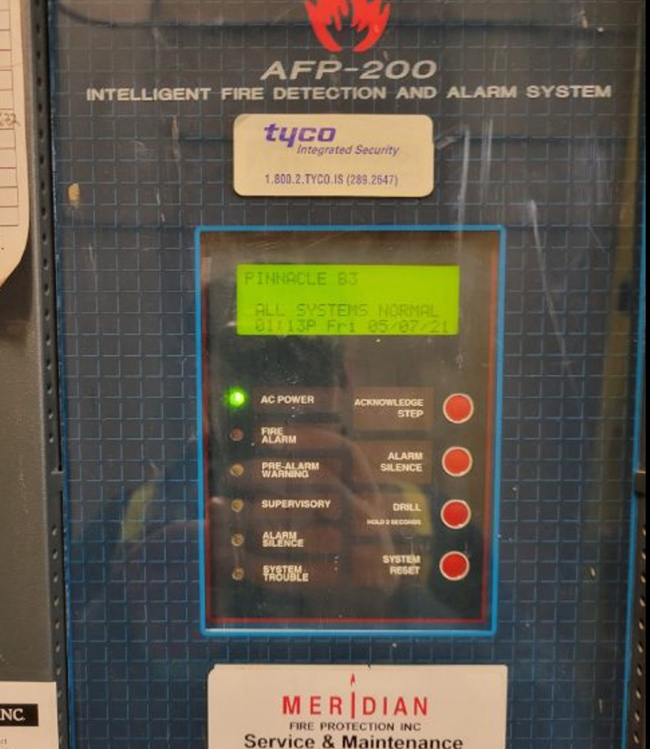 AFP-200
INTELLIGENT FIRE DETECTION AND ALARM SYSTEM
tyco
Integrated Security
1.800.2.TYCO.IS (289.2647)
PINNACLE B3
ALL SYSTEMS NORMAL
01:13P Fri 05/07/21
AC POWER
ACKNOWLEDGE
STEP
FIRE
ALARM
PRE-ALARM
WARNING
ALARM
SILENCE
SUPERVISORY
DRILL
HOLD 2 SECONDS
ALARM
SILENCE
SYSTEM
RESET
SYSTEM
TROUBLE
INC.
MERIDIAN
FIRE PROTECTION INC
Service & Maintenance